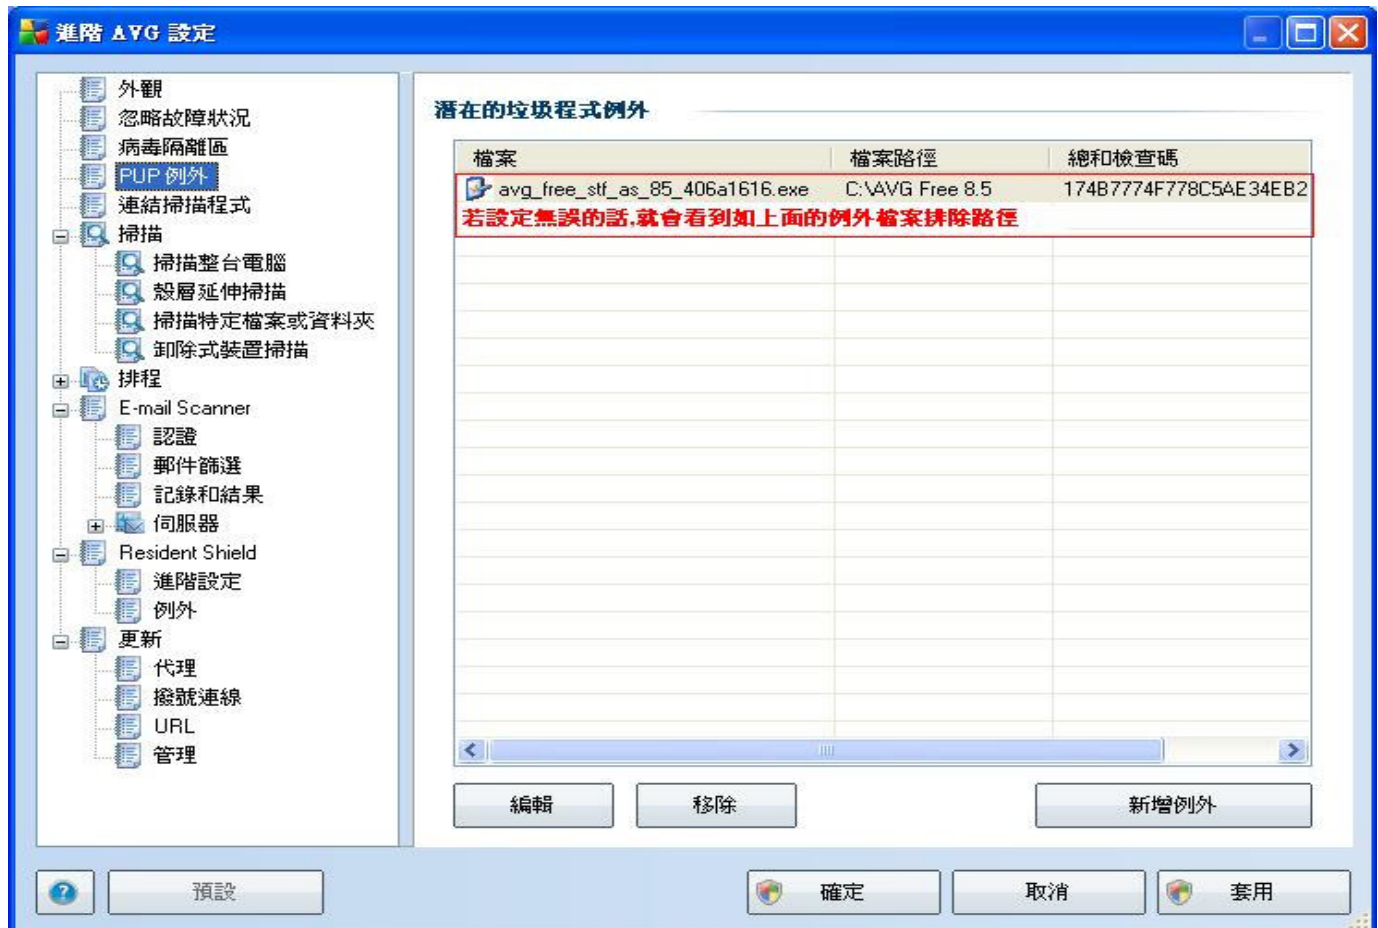 進階 AVG 設定
外觀
忽略故障狀況
病毒隔離區
PUP 例外
連結掃描程式
掃描
掃描整台電腦
殼層延伸掃描
掃描特定檔案或資料夾
卸除式裝置掃描
排程
E-mail Scanner
認證
郵件篩選
記錄和結果
伺服器
Resident Shield
進階設定
例外
更新
代理
撥號連線
URL
管理
潛在的垃圾程式例外
檔案 檔案路徑 總和檢查碼
avg_free_stf_as_85_406a1616.exe C:\AVG Free 8.5 174B7774F778C5AE34EB2
若設定無誤的話,就會看到如上面的例外檔案排除路徑
編輯 移除 新增例外
預設 確定 取消 套用